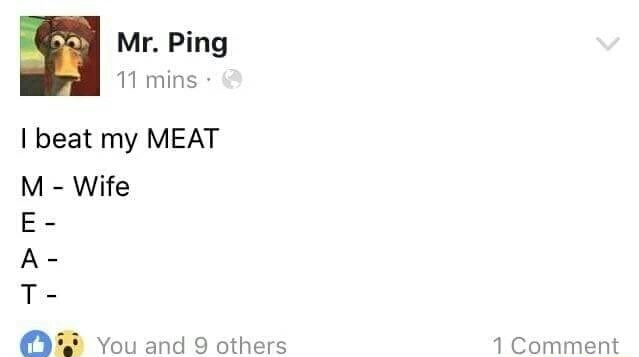 Mr. Ping
11 mins ·
I beat my MEAT
M - Wife
E -
A -
T -
You and 9 others 1 Comment